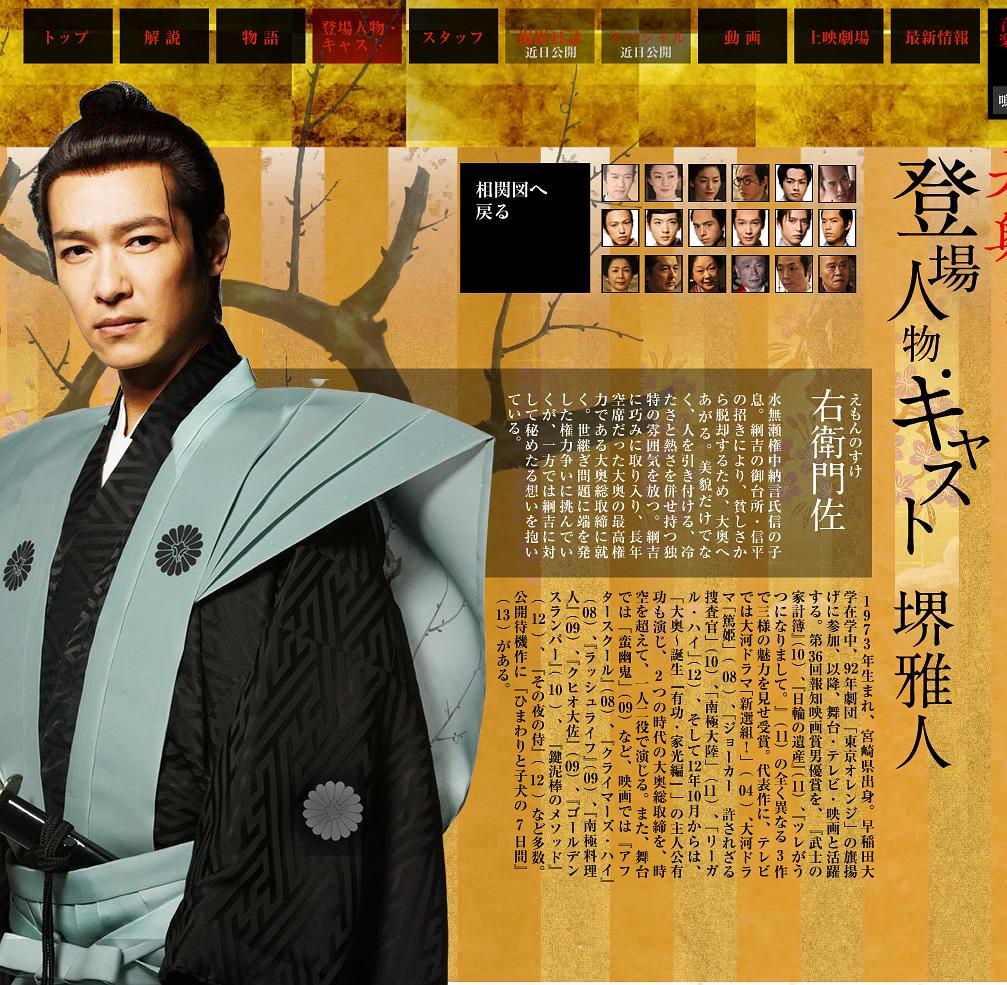 トップ
解説
物語
登場人物・
キャスト
スタッフ
近日公開
近日公開
動画
上映劇場
最新情報
相関図へ
戻る
登場人物・キャスト
堺雅人
えもんのすけ
右衛門佐
水無瀬権中納言氏信の子
息。綱吉の御台所・信平
の招きにより、貧しさか
ら脱却するため、大奥へ
あがる。美貌だけでな
く、人を引き付ける、冷
たさと熱さを併せ持つ独
特の雰囲気を放つ。綱吉
に巧みに取り入り、長年
空席だった大奥の最高権
力である大奥総取締に就
く。世継ぎ問題に端を発
した権力争いに挑んでい
くが、一方では綱吉に対
して秘めたる想いを抱い
ている。
1973年生まれ、宮崎県出身。早稲田大
学在学中、92年劇団「東京オレンジ」の旗揚
げに参加、以降、舞台・テレビ・映画と活躍
する。第36回報知映画賞男優賞を、『武士の
家計簿』(10)、『日輪の遺産』(11)、『ツレがう
つになりまして。』(11)の全く異なる3作
で三様の魅力を見せ受賞。代表作に、テレビ
では大河ドラマ「新選組！」(04)、大河ドラ
マ「篤姫」(08)、「ジョーカー 許されざる
捜査官」(10)、「南極大陸」(11)、「リーガ
ル・ハイ」(12)、そして12年10月からは、
「大奥～誕生[有功・家光編]」の主人公有
功も演じ、2つの時代の大奥総取締を、時
空を超えて、一人二役で演じる。また、舞台
では「蛮幽鬼」(09)など、映画では『アフ
タースクール』(08)、『クライマーズ・ハイ』
(08)、『ラッシュライフ』(09)、『南極料理
人』(09)、『クヒオ大佐』(09)、『ゴールデン
スランバー』(10)、『鍵泥棒のメソッド』
(12)、『その夜の侍』(12)など多数。
公開待機作に『ひまわりと子犬の7日間』
(13)がある。